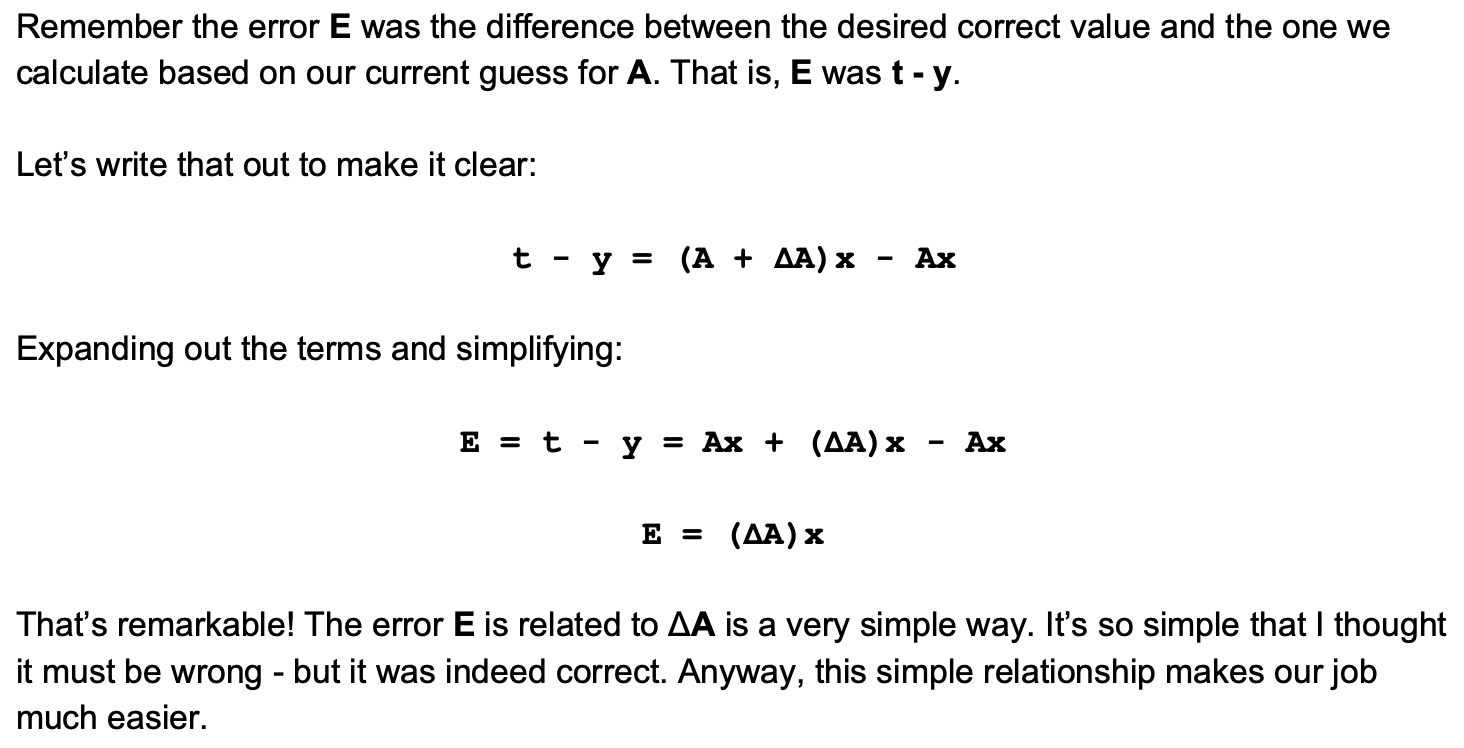 Remember the error E was the difference between the desired correct value and the one we
calculate based on our current guess for A. That is, E was t - y.
Let’s write that out to make it clear:
t - y = (A + ΔA)x - Ax
Expanding out the terms and simplifying:
E = t - y = Ax + (ΔA)x - Ax
E = (ΔA)x
That’s remarkable! The error E is related to ΔA is a very simple way. It’s so simple that I thought
it must be wrong - but it was indeed correct. Anyway, this simple relationship makes our job
much easier.